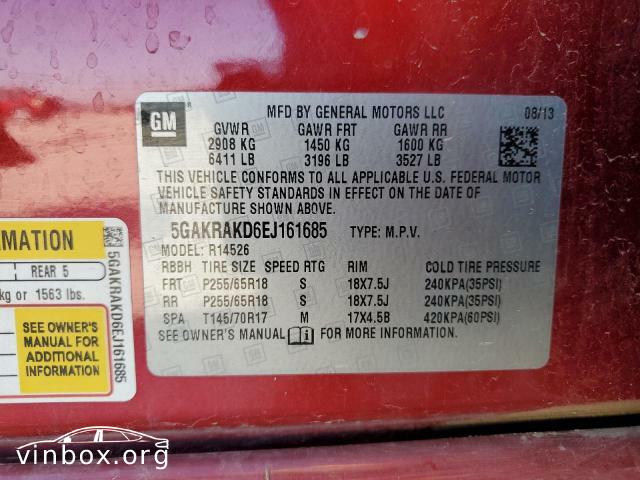 GM
MFD BY GENERAL MOTORS LLC 08/13
GVWR GAWR FRT GAWR RR
2908 KG 1450 KG 1600 KG
6411 LB 3196 LB 3527 LB
THIS VEHICLE CONFORMS TO ALL APPLICABLE U.S. FEDERAL MOTOR
VEHICLE SAFETY STANDARDS IN EFFECT ON THE DATE OF
MANUFACTURE SHOWN ABOVE.
5GAKRAKD6EJ161685 TYPE: M.P.V.
MODEL: R14526
RBBH TIRE SIZE SPEED RTG RIM COLD TIRE PRESSURE
FRT P255/65R18 S 18X7.5J 240KPA(35PSI)
RR P255/65R18 S 18X7.5J 240KPA(35PSI)
SPA T145/70R17 M 17X4.5B 420KPA(60PSI)
SEE OWNER'S MANUAL FOR MORE INFORMATION.
RMATION
REAR 5
kg or 1563 lbs.
SEE OWNER'S
MANUAL FOR
ADDITIONAL
INFORMATION
5GAKRAKD6EJ161685
vinbox.org